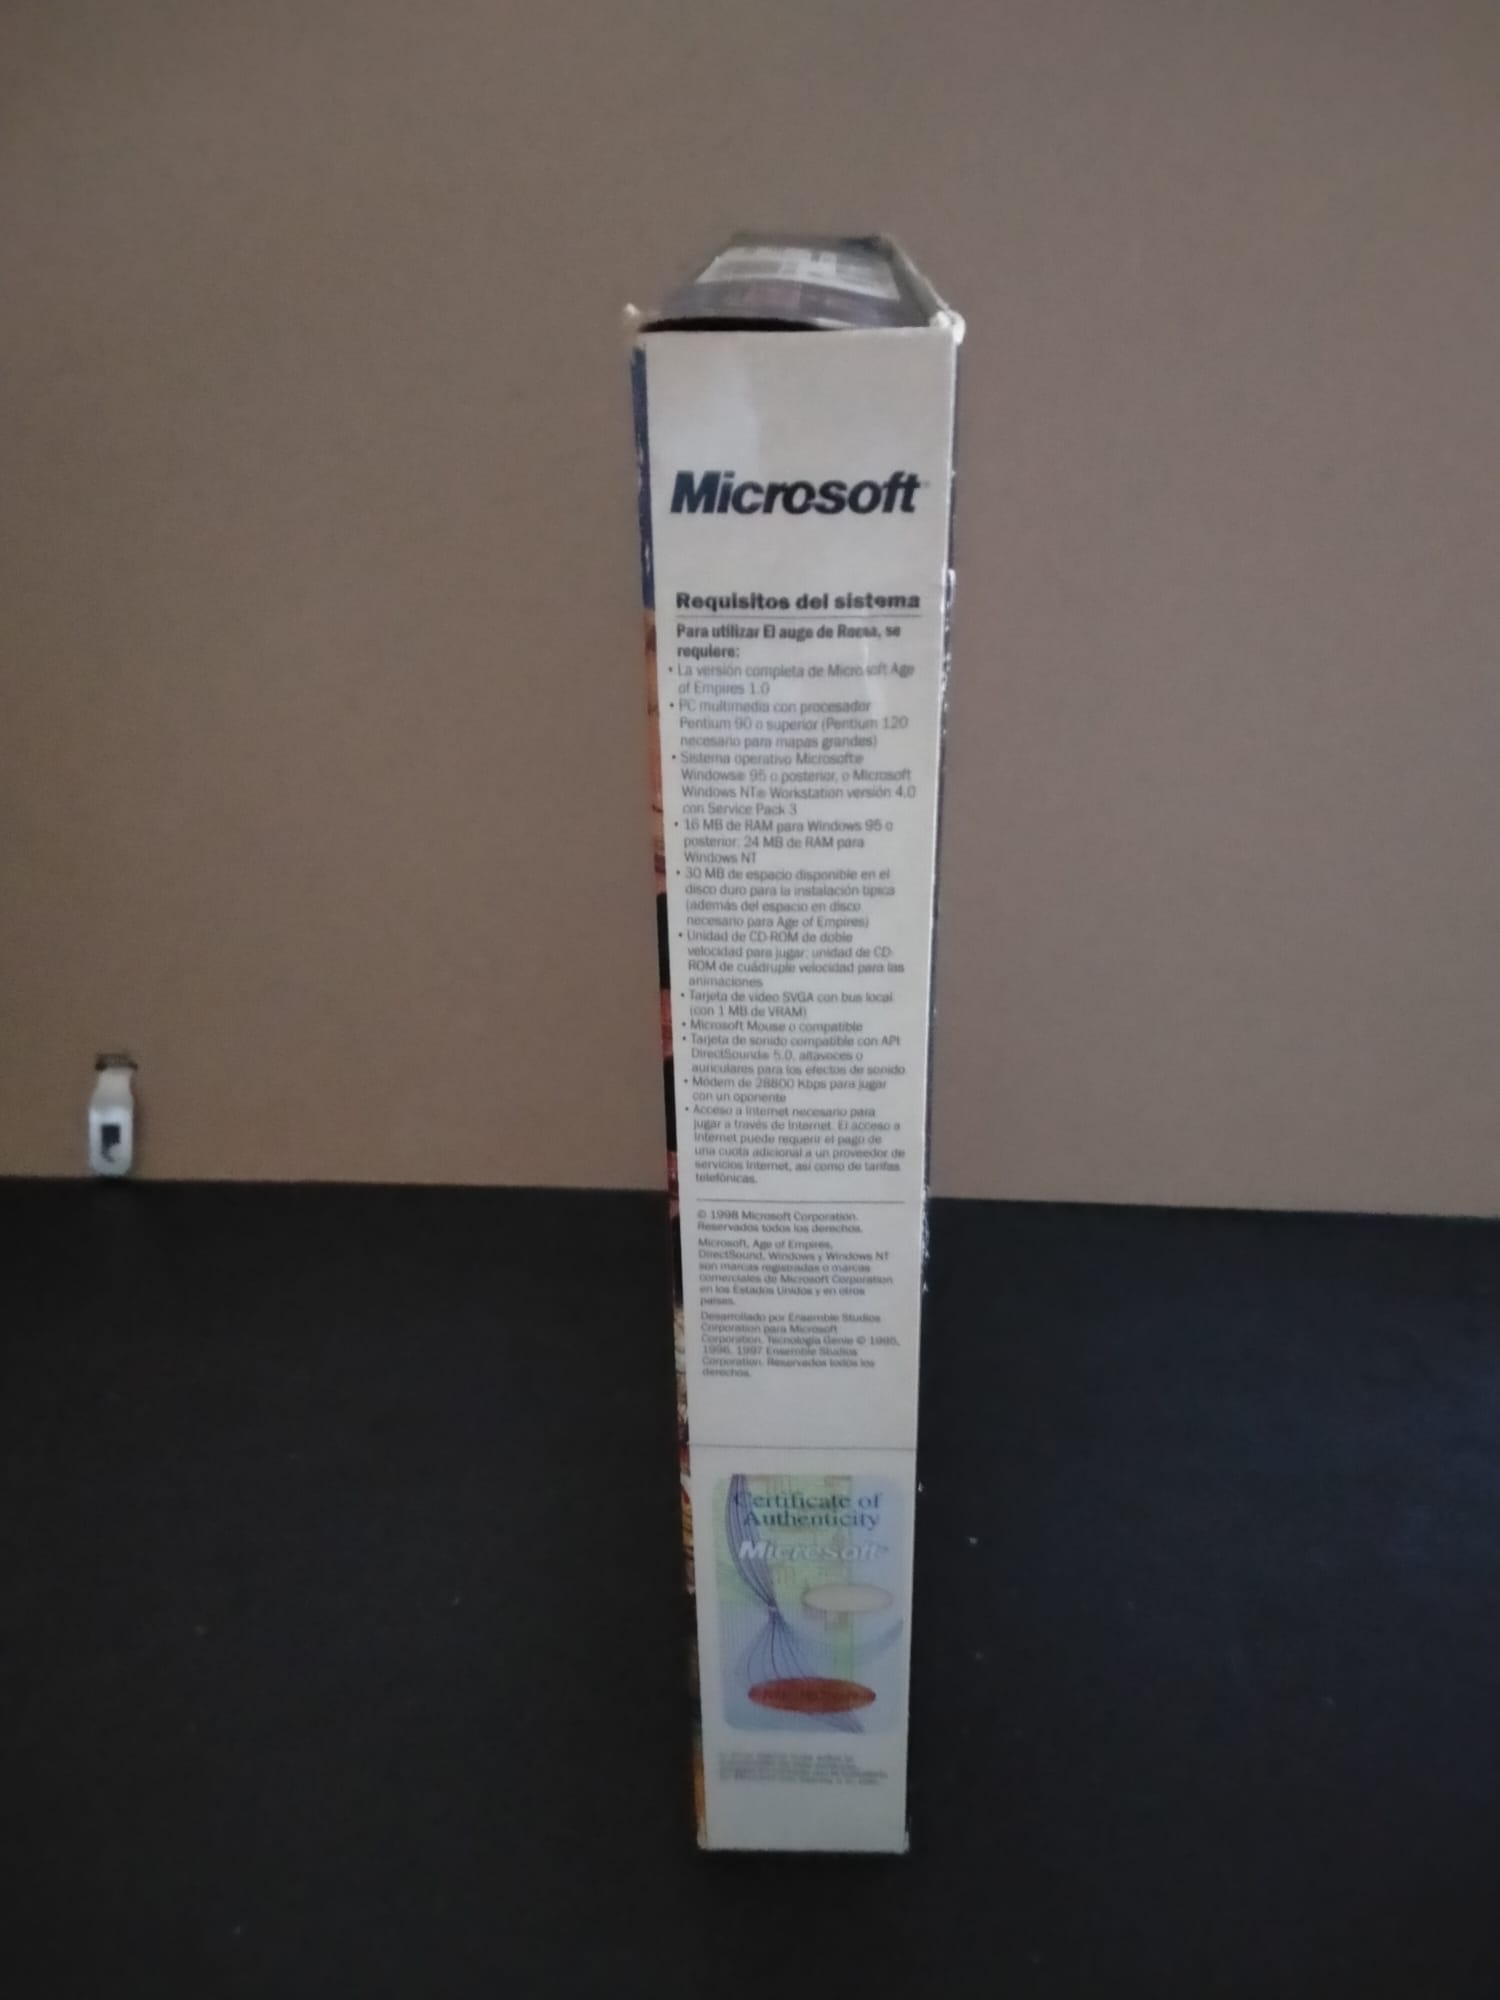 Microsoft®
Requisitos del sistema
Para utilizar El auge de Roma, se
requiere:
• La versión completa de Microsoft Age
of Empires 1.0
• PC multimedia con procesador
Pentium 90 o superior (Pentium 120
necesario para mapas grandes)
• Sistema operativo Microsoft®
Windows® 95 o posterior, o Microsoft
Windows NT® Workstation versión 4.0
con Service Pack 3
• 16 MB de RAM para Windows 95 o
posterior; 24 MB de RAM para
Windows NT
• 30 MB de espacio disponible en el
disco duro para la instalación típica
(además del espacio en disco
necesario para Age of Empires)
• Unidad de CD-ROM de doble
velocidad para jugar; unidad de CD-
ROM de cuádruple velocidad para las
animaciones
• Tarjeta de vídeo SVGA con bus local
(con 1 MB de VRAM)
• Microsoft Mouse o compatible
• Tarjeta de sonido compatible con API
DirectSound® 5.0, altavoces o
auriculares para los efectos de sonido
• Módem de 28800 Kbps para jugar
con un oponente
• Acceso a Internet necesario para
jugar a través de Internet. El acceso a
Internet puede requerir el pago de
una cuota adicional a un proveedor de
servicios Internet, así como de tarifas
telefónicas.
© 1998 Microsoft Corporation.
Reservados todos los derechos.
Microsoft, Age of Empires,
DirectSound, Windows y Windows NT
son marcas registradas o marcas
comerciales de Microsoft Corporation
en los Estados Unidos y en otros
países.
Desarrollado por Ensemble Studios
Corporation para Microsoft
Corporation. Tecnología Genie © 1995,
1996, 1997 Ensemble Studios
Corporation. Reservados todos los
derechos.
Certificate of
Authenticity
Microsoft®